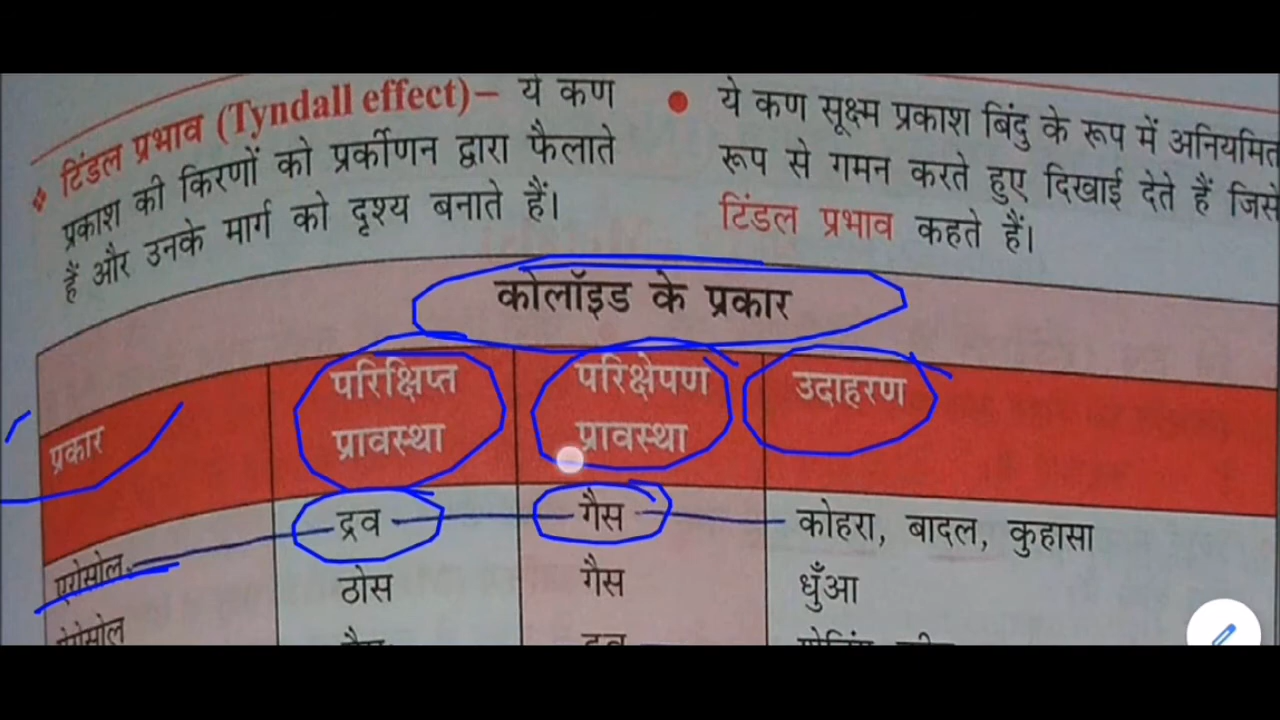 टिंडल प्रभाव (Tyndall effect)– ये कण
प्रकाश की किरणों को प्रर्कीणन द्वारा फैलाते
हैं और उनके मार्ग को दृश्य बनाते हैं।
ये कण सूक्ष्म प्रकाश बिंदु के रूप में अनियमित
रूप से गमन करते हुए दिखाई देते हैं जिसे
टिंडल प्रभाव कहते हैं।
कोलॉइड के प्रकार
प्रकार परिक्षिप्त प्रावस्था परिक्षेपण प्रावस्था उदाहरण
एरोसोल द्रव गैस कोहरा, बादल, कुहासा
ठोस गैस धुँआ